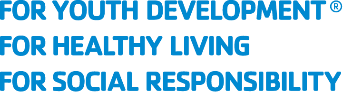 FOR YOUTH DEVELOPMENT®
FOR HEALTHY LIVING
FOR SOCIAL RESPONSIBILITY